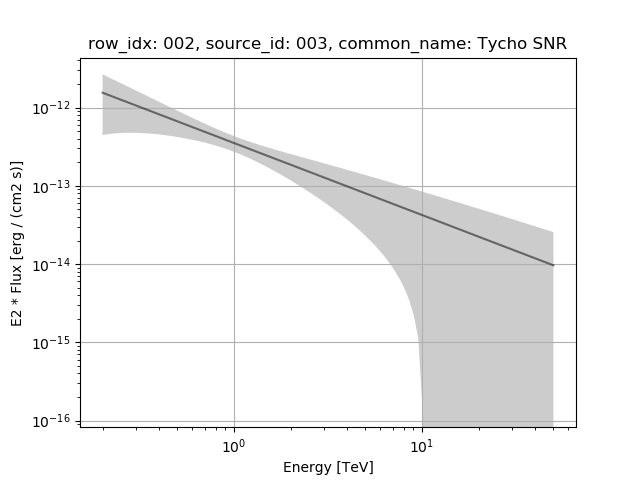 row_idx: 002, source_id: 003, common_name: Tycho SNR
E2 * Flux [erg / (cm2 s)]
10⁻¹²
10⁻¹³
10⁻¹⁴
10⁻¹⁵
10⁻¹⁶
10⁰ 10¹
Energy [TeV]